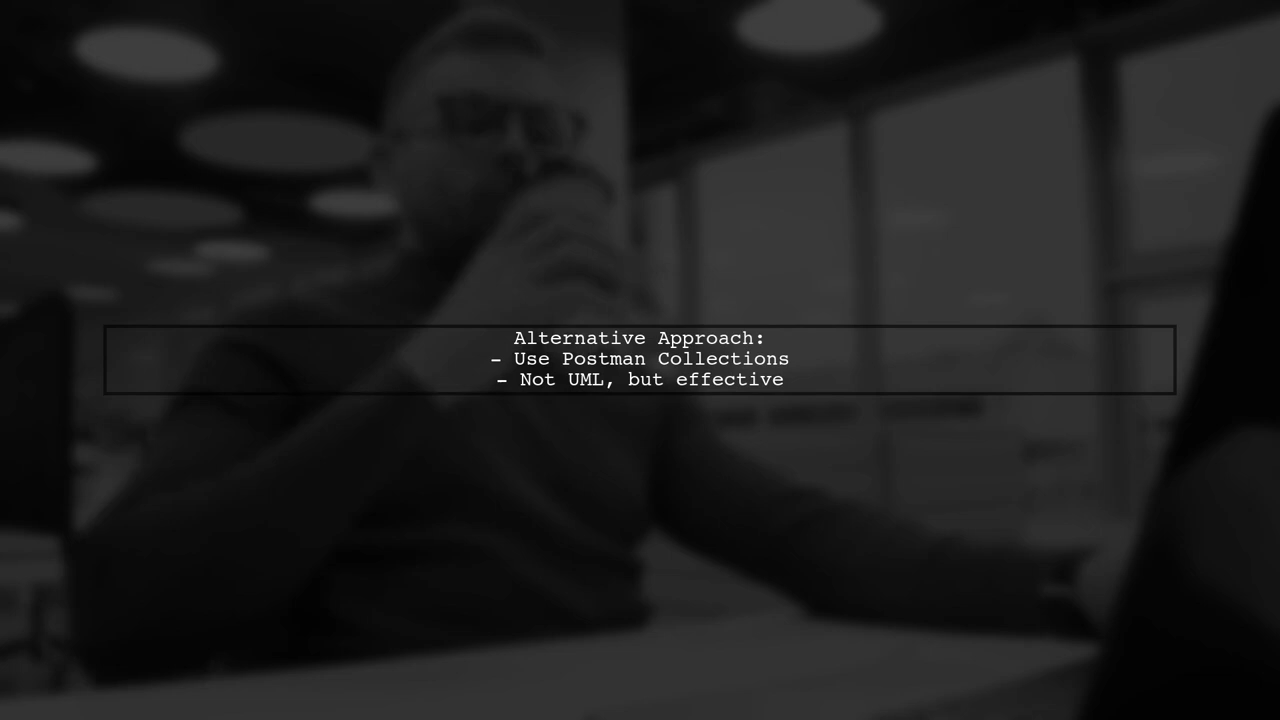 Alternative Approach:
- Use Postman Collections
- Not UML, but effective